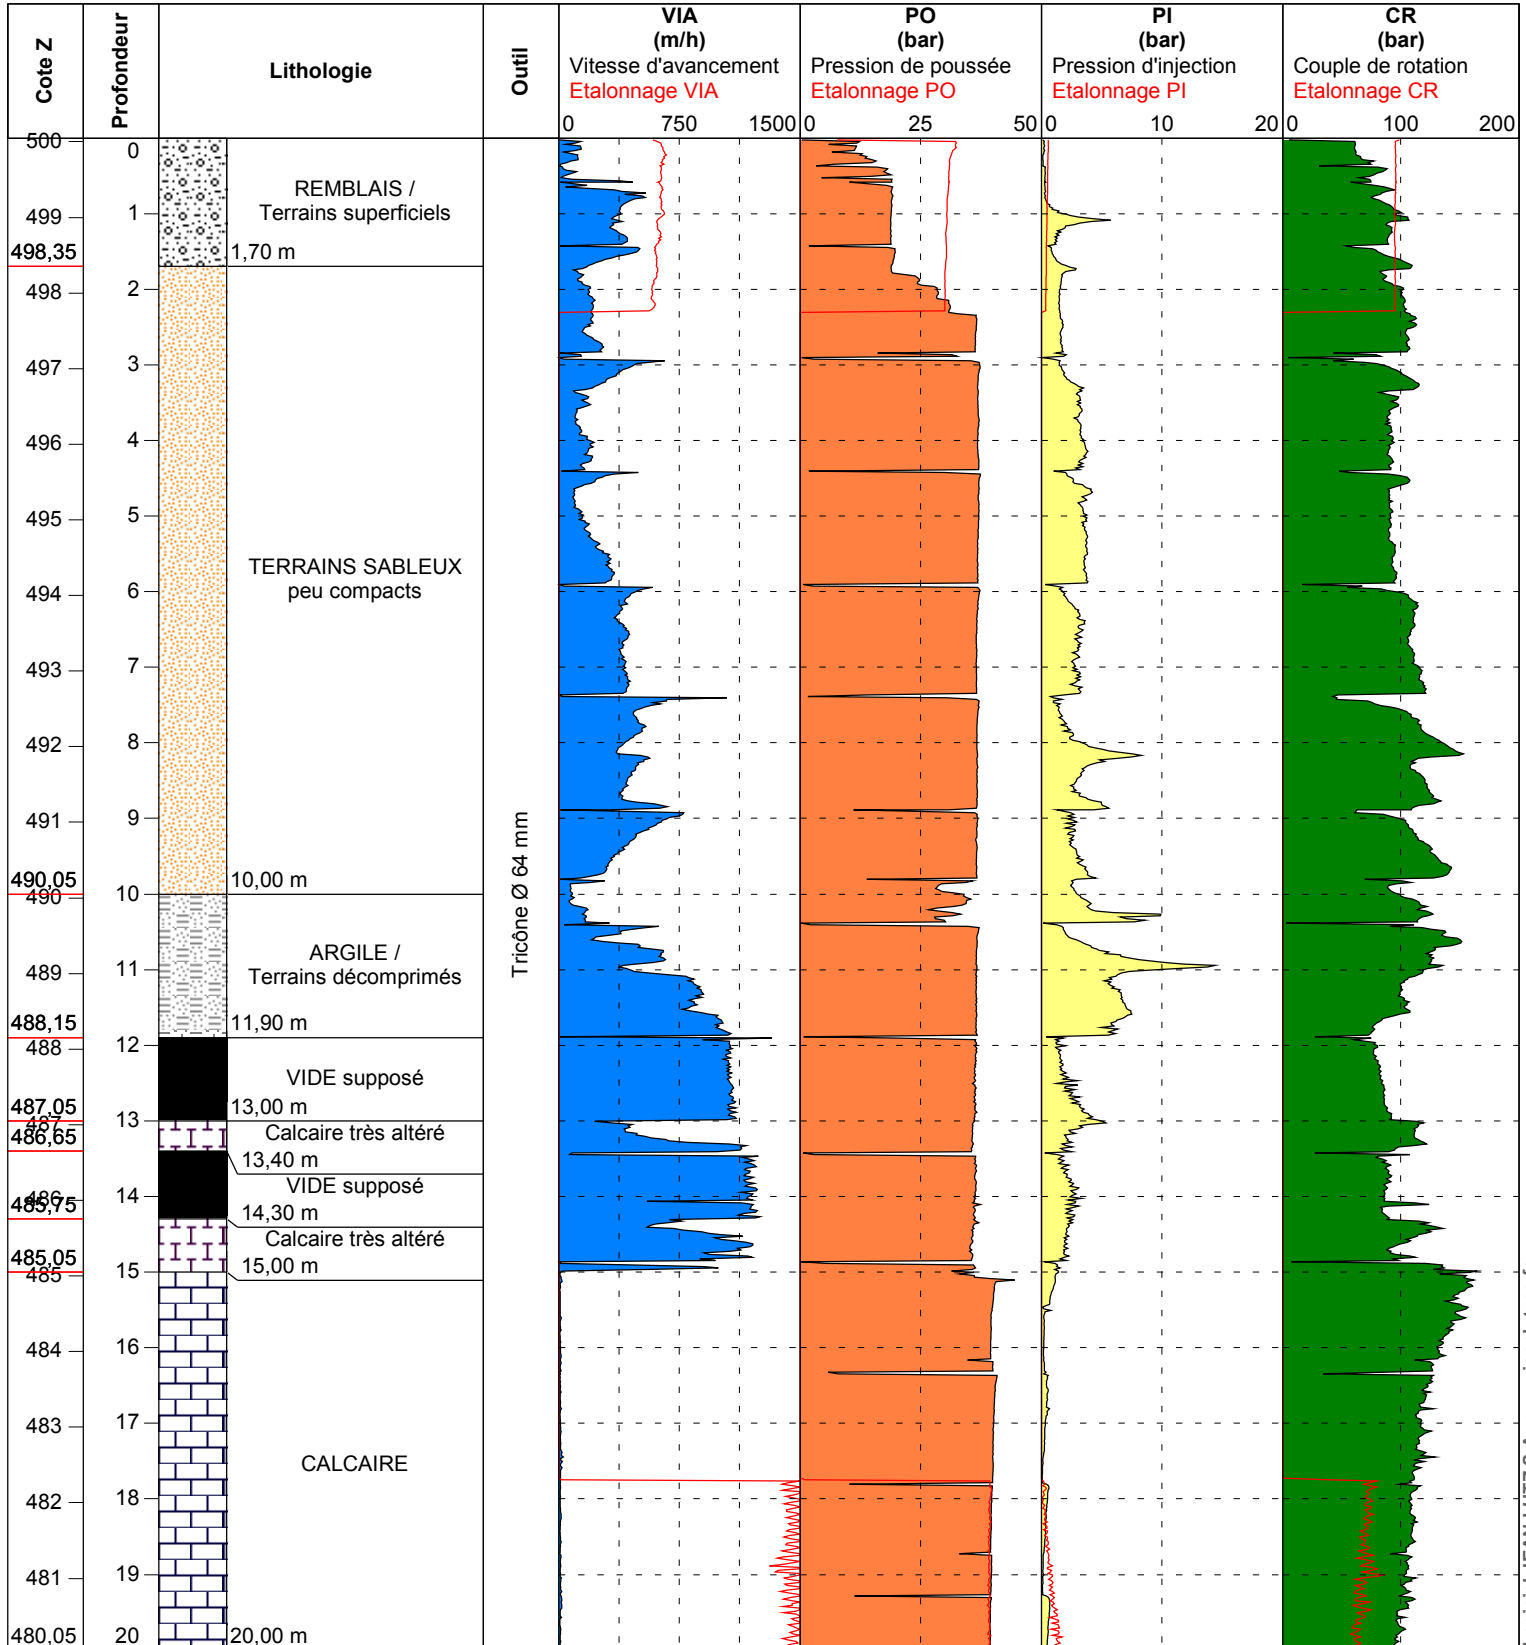 Cote Z
Profondeur
Lithologie
Outil
VIA
(m/h)
Vitesse d'avancement
Etalonnage VIA
0 750 1500
PO
(bar)
Pression de poussée
Etalonnage PO
0 25 50
PI
(bar)
Pression d'injection
Etalonnage PI
0 10 20
CR
(bar)
Couple de rotation
Etalonnage CR
0 100 200
500
499
498,35
498
497
496
495
494
493
492
491
490,05
490
489
488,15
488
487,05
487
486,65
486
485,75
485,05
485
484
483
482
481
480,05
0
1
2
3
4
5
6
7
8
9
10
11
12
13
14
15
16
17
18
19
20
REMBLAIS /
Terrains superficiels
1,70 m
TERRAINS SABLEUX
peu compacts
10,00 m
ARGILE /
Terrains décomprimés
11,90 m
VIDE supposé
13,00 m
Calcaire très altéré
13,40 m
VIDE supposé
14,30 m
Calcaire très altéré
15,00 m
CALCAIRE
20,00 m
Tricône Ø 64 mm